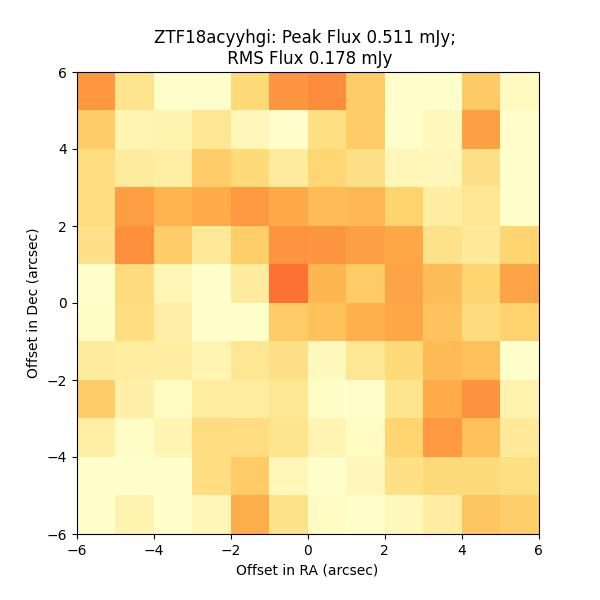 ZTF18acyyhgi: Peak Flux 0.511 mJy;
RMS Flux 0.178 mJy
6
4
2
0
−2
−4
−6
Offset in Dec (arcsec)
−6 −4 −2 0 2 4 6
Offset in RA (arcsec)